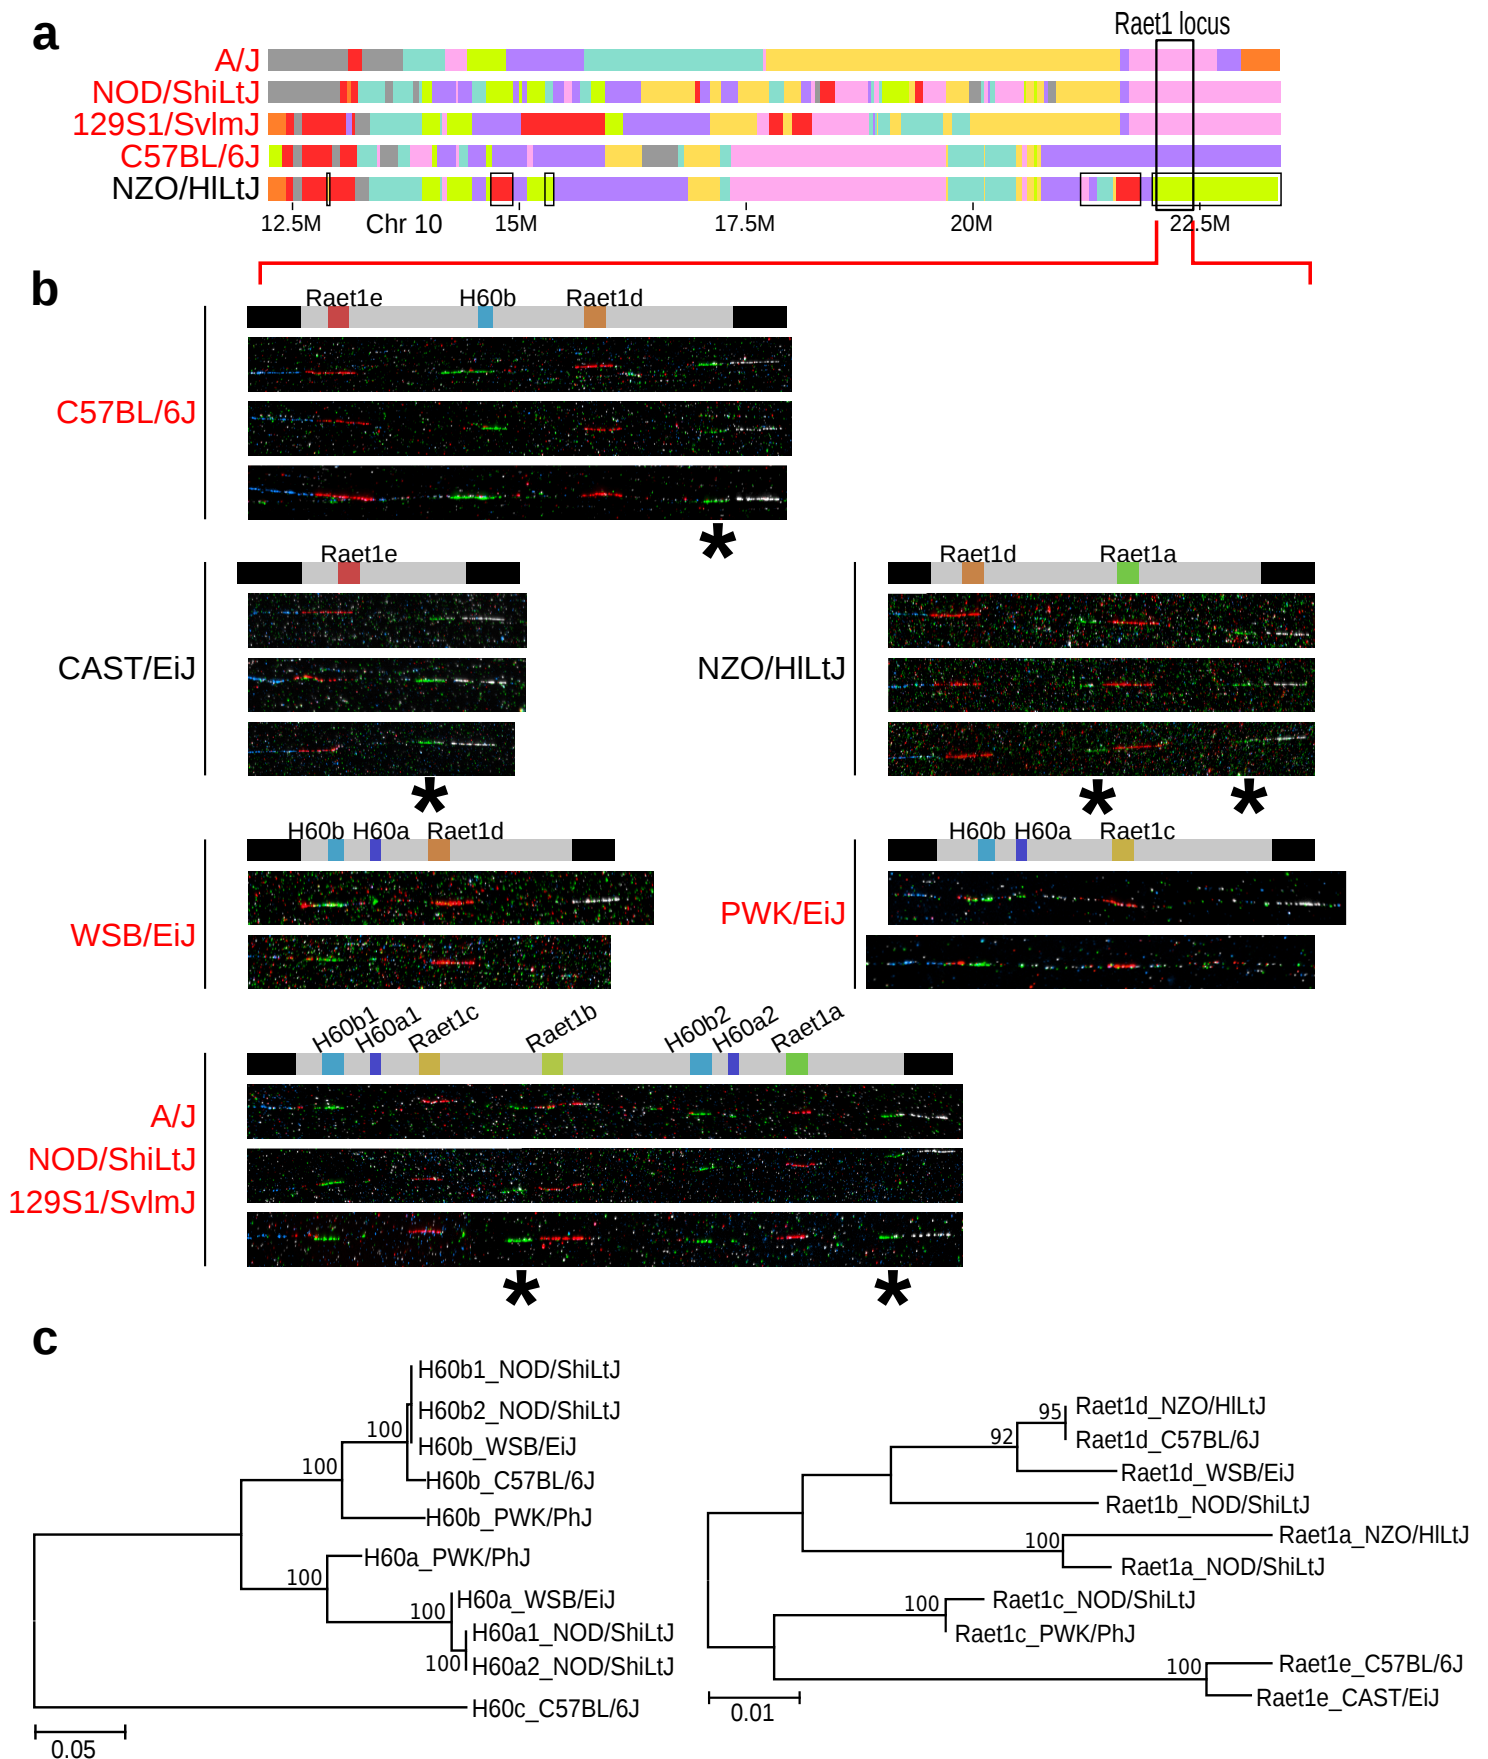 a
Raet1 locus
A/J
NOD/ShiLtJ
129S1/SvlmJ
C57BL/6J
NZO/HlLtJ
12.5M Chr 10 15M 17.5M 20M 22.5M
b
Raet1e H60b Raet1d
C57BL/6J
*
Raet1e
CAST/EiJ
*
Raet1d Raet1a
NZO/HlLtJ
* *
H60b H60a Raet1d
WSB/EiJ
H60b H60a Raet1c
PWK/EiJ
H60b1 H60a1 Raet1c Raet1b H60b2 H60a2 Raet1a
A/J
NOD/ShiLtJ
129S1/SvlmJ
* *
c
H60b1_NOD/ShiLtJ
H60b2_NOD/ShiLtJ
100
H60b_WSB/EiJ
100
H60b_C57BL/6J
H60b_PWK/PhJ
H60a_PWK/PhJ
100
H60a_WSB/EiJ
100
H60a1_NOD/ShiLtJ
100
H60a2_NOD/ShiLtJ
H60c_C57BL/6J
0.05
95
Raet1d_NZO/HlLtJ
92
Raet1d_C57BL/6J
Raet1d_WSB/EiJ
Raet1b_NOD/ShiLtJ
Raet1a_NZO/HlLtJ
100
Raet1a_NOD/ShiLtJ
100
Raet1c_NOD/ShiLtJ
Raet1c_PWK/PhJ
100
Raet1e_C57BL/6J
Raet1e_CAST/EiJ
0.01